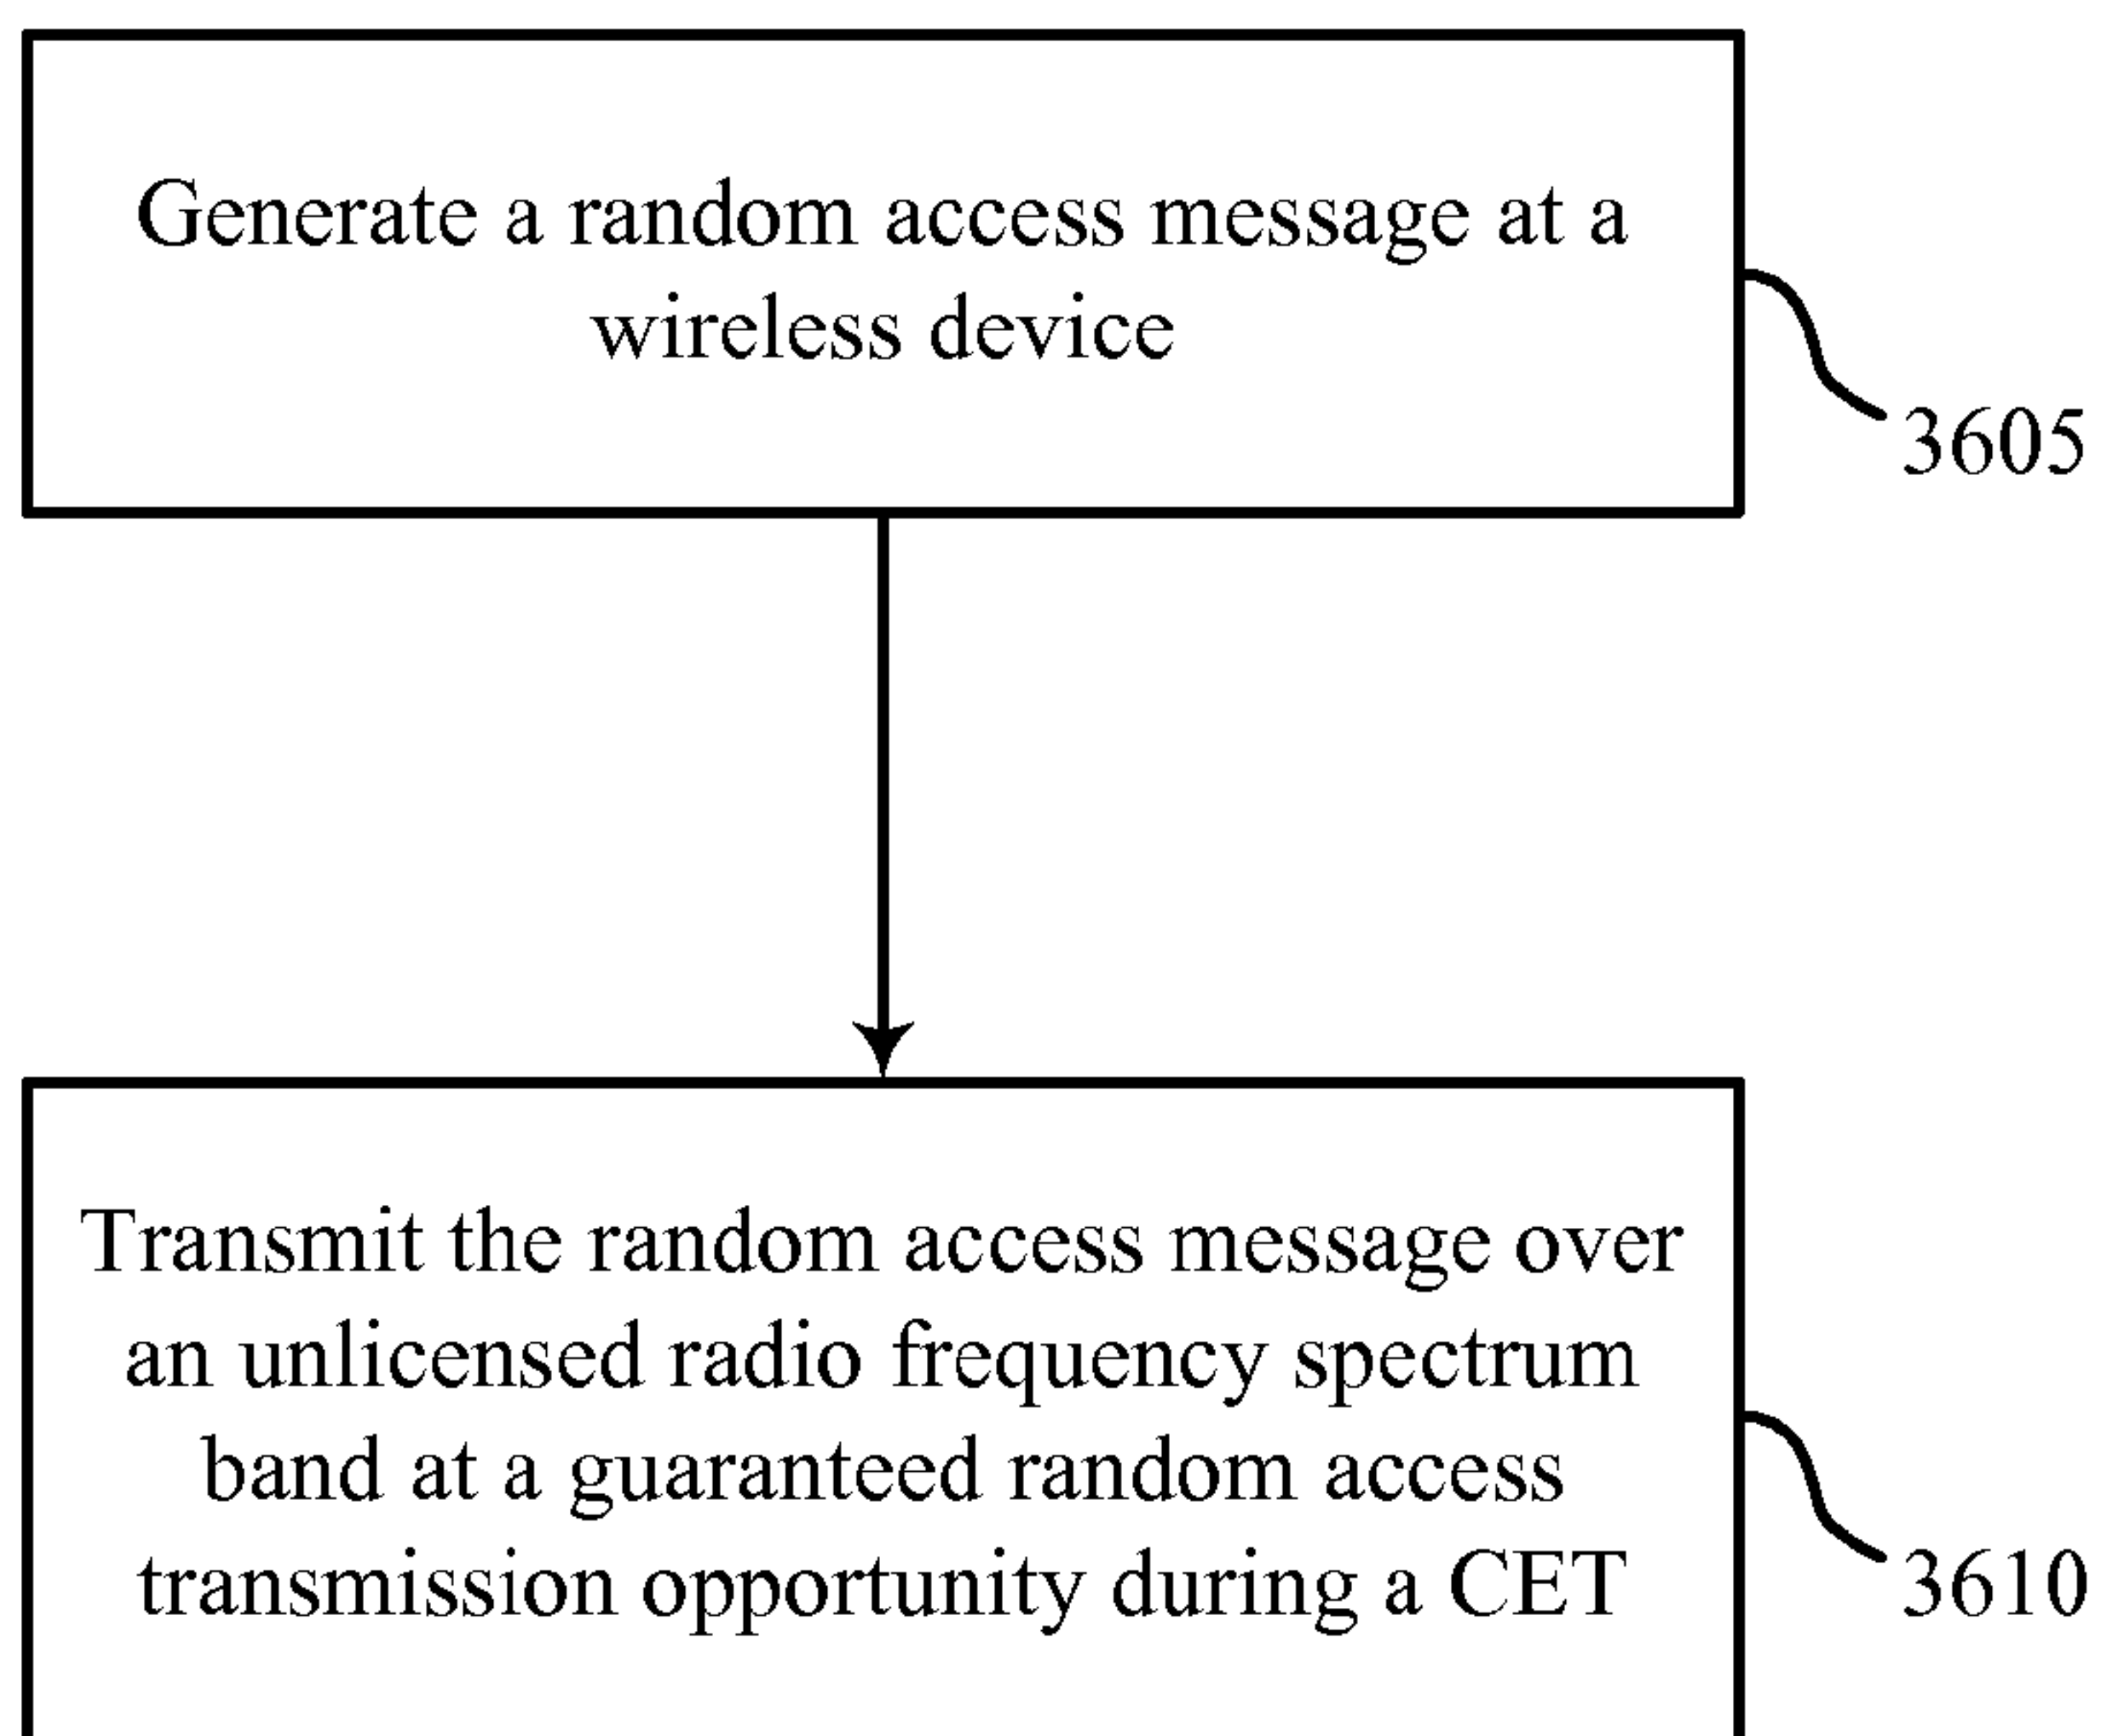 Generate a random access message at a
wireless device
3605
Transmit the random access message over
an unlicensed radio frequency spectrum
band at a guaranteed random access
transmission opportunity during a CET
3610